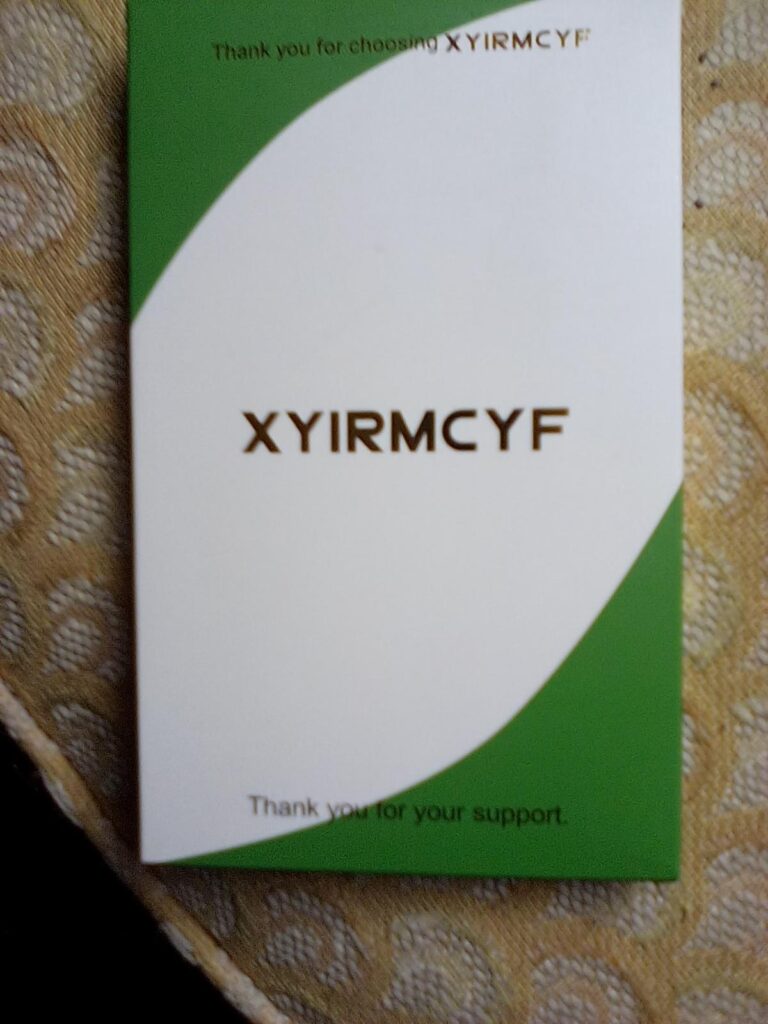 Thank you for choosing XYIRMCYF
XYIRMCYF
Thank you for your support.